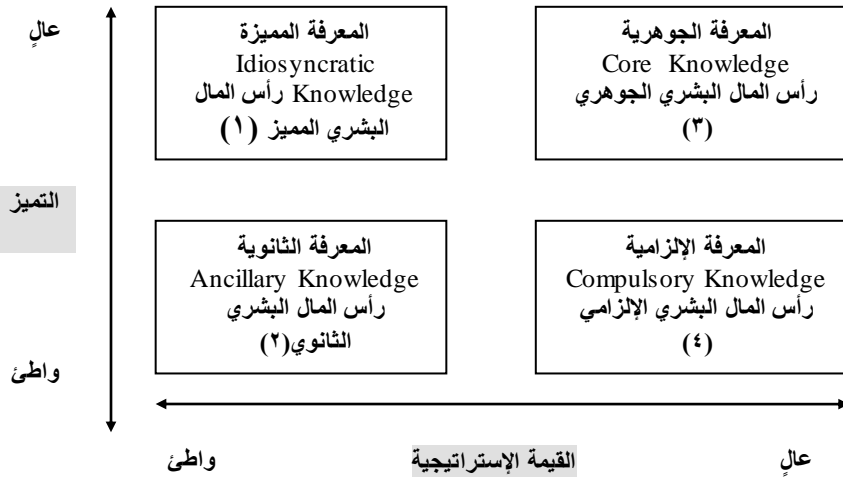 عالٍ
المعرفة المميزة
Idiosyncratic
Knowledge رأس المال
البشري المميز (١)
المعرفة الجوهرية
Core Knowledge
رأس المال البشري الجوهري
(٣)
التميز
المعرفة الثانوية
Ancillary Knowledge
رأس المال البشري
الثانوي(٢)
المعرفة الإلزامية
Compulsory Knowledge
رأس المال البشري الإلزامي
(٤)
واطئ
واطئ
القيمة الإستراتيجية
عالٍ